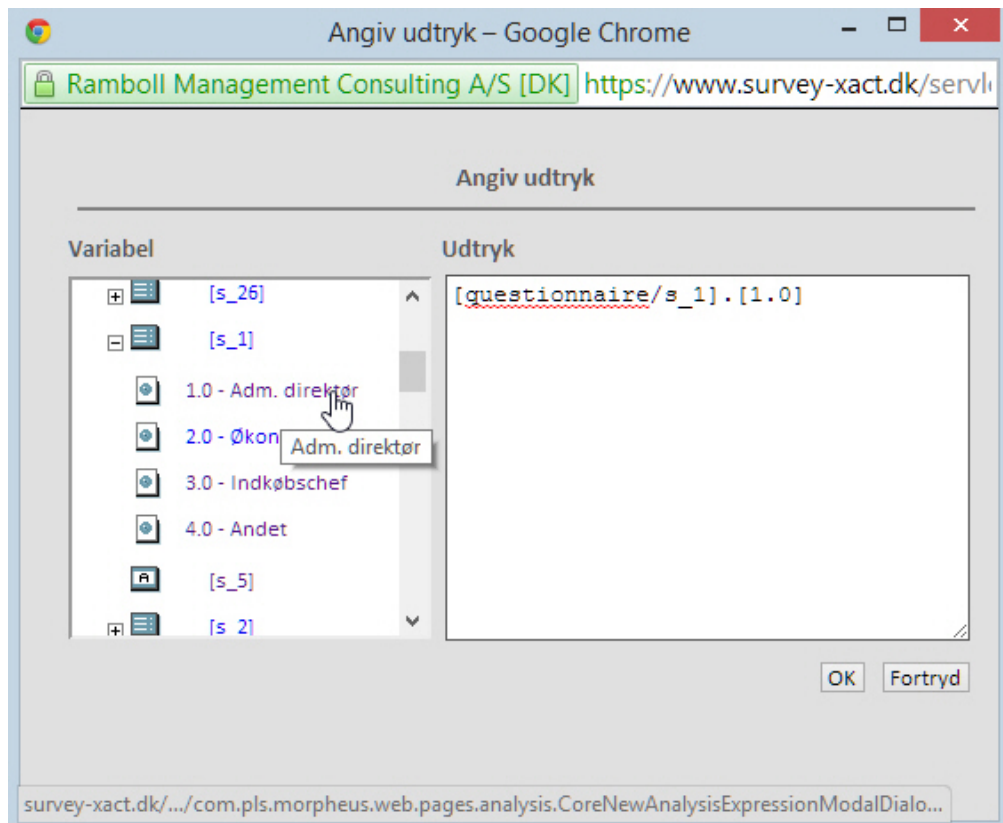 Angiv udtryk – Google Chrome
Ramboll Management Consulting A/S [DK] https://www.survey-xact.dk/servl
Angiv udtryk
Variabel
Udtryk
[s_26]
[s_1]
1.0 - Adm. direktør
2.0 - Økon
Adm. direktør
3.0 - Indkøbschef
4.0 - Andet
A [s_5]
[s_2]
[questionnaire/s_1].[1.0]
OK Fortryd
survey-xact.dk/.../com.pls.morpheus.web.pages.analysis.CoreNewAnalysisExpressionModalDialo...